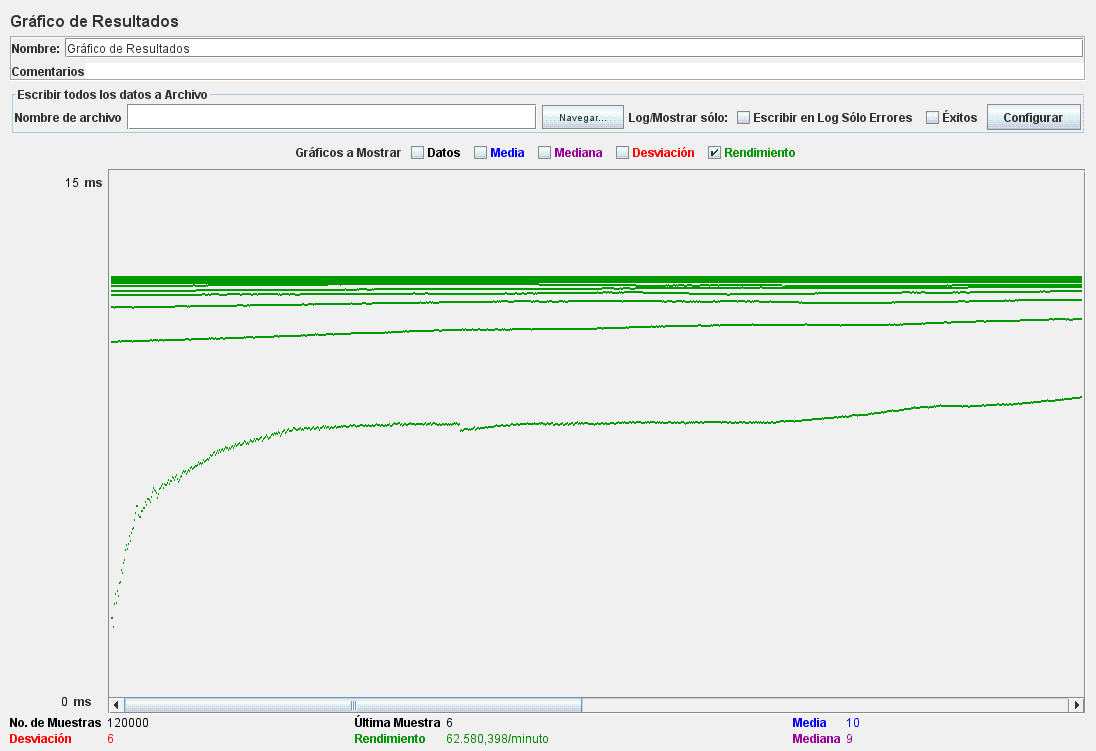 Gráfico de Resultados
Nombre: Gráfico de Resultados
Comentarios
Escribir todos los datos a Archivo
Nombre de archivo Navegar... Log/Mostrar sólo: Escribir en Log Sólo Errores Éxitos Configurar
Gráficos a Mostrar Datos Media Mediana Desviación Rendimiento
15 ms
0 ms
No. de Muestras 120000 Última Muestra 6 Media 10
Desviación 6 Rendimiento 62.580,398/minuto Mediana 9